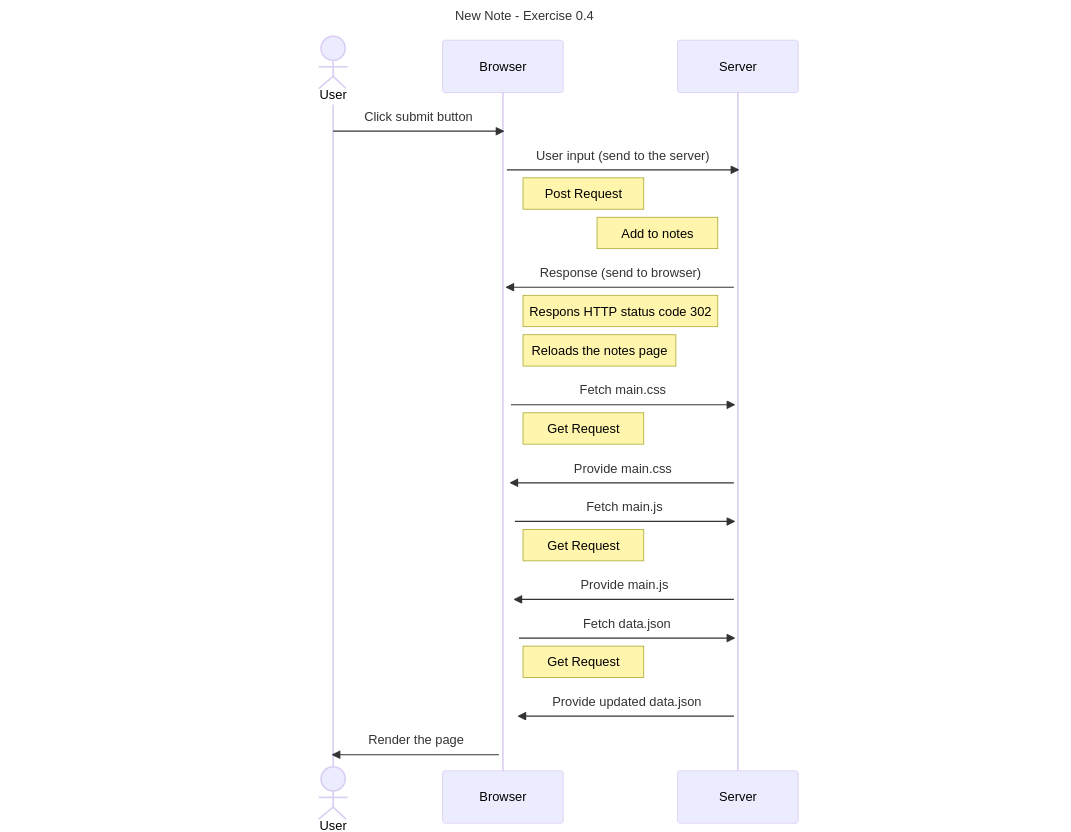 New Note - Exercise 0.4
User
Browser
Server
Click submit button
User input (send to the server)
Post Request
Add to notes
Response (send to browser)
Respons HTTP status code 302
Reloads the notes page
Fetch main.css
Get Request
Provide main.css
Fetch main.js
Get Request
Provide main.js
Fetch data.json
Get Request
Provide updated data.json
Render the page
User
Browser
Server